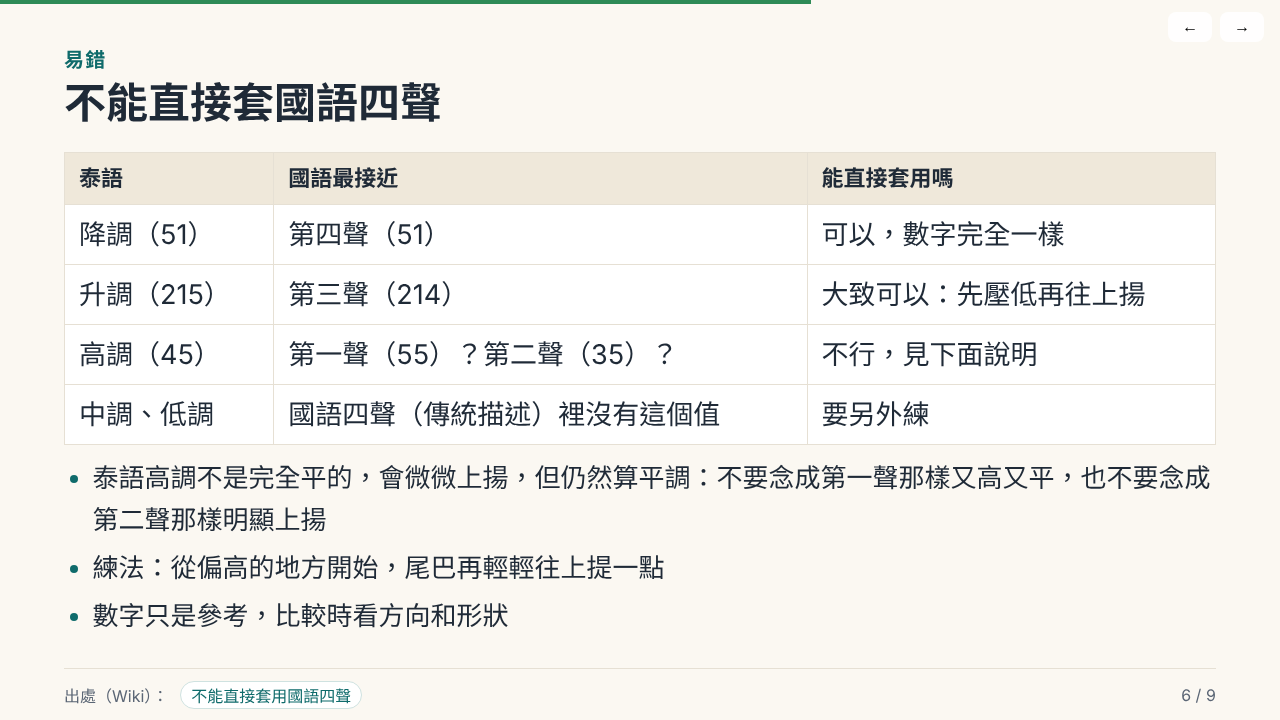 ← →
易錯
不能直接套國語四聲
泰語 國語最接近 能直接套用嗎
降調（51） 第四聲（51） 可以，數字完全一樣
升調（215） 第三聲（214） 大致可以：先壓低再往上揚
高調（45） 第一聲（55）？第二聲（35）？ 不行，見下面說明
中調、低調 國語四聲（傳統描述）裡沒有這個值 要另外練
• 泰語高調不是完全平的，會微微上揚，但仍然算平調：不要念成第一聲那樣又高又平，也不要念成
第二聲那樣明顯上揚
• 練法：從偏高的地方開始，尾巴再輕輕往上提一點
• 數字只是參考，比較時看方向和形狀
出處（Wiki）： 不能直接套用國語四聲 6 / 9